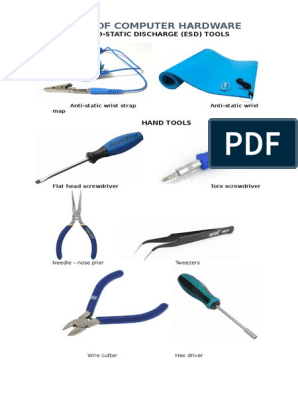 OF COMPUTER HARDWARE
O-STATIC DISCHARGE (ESD) TOOLS
Anti-static wrist strap
Anti-static wrist
map
HAND TOOLS
PDF
Flat head screwdriver
Torx screwdriver
Needle – nose plier
Tweezers
Wire cutter
Hex driver